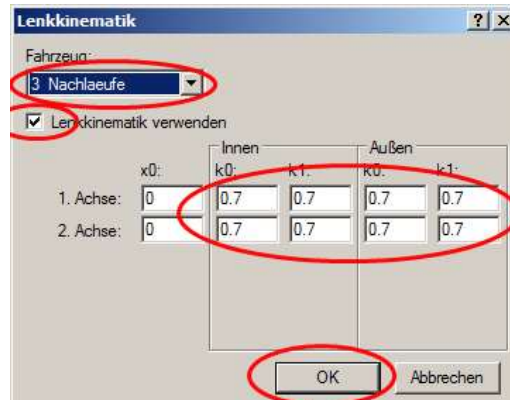 Lenkkinematik
Fahrzeug:
3 Nachlaeufe
Lenkkinematik verwenden
Innen Außen
x0: k0: k1: k0: k1:
1. Achse: 0 0.7 0.7 0.7 0.7
2. Achse: 0 0.7 0.7 0.7 0.7
OK Abbrechen